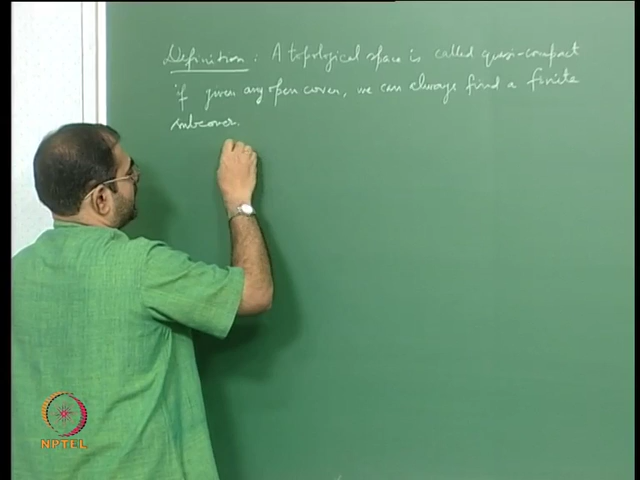 Definition : A topological space is called quasi-compact
if given any open cover, we can always find a finite
subcover.
NPTEL